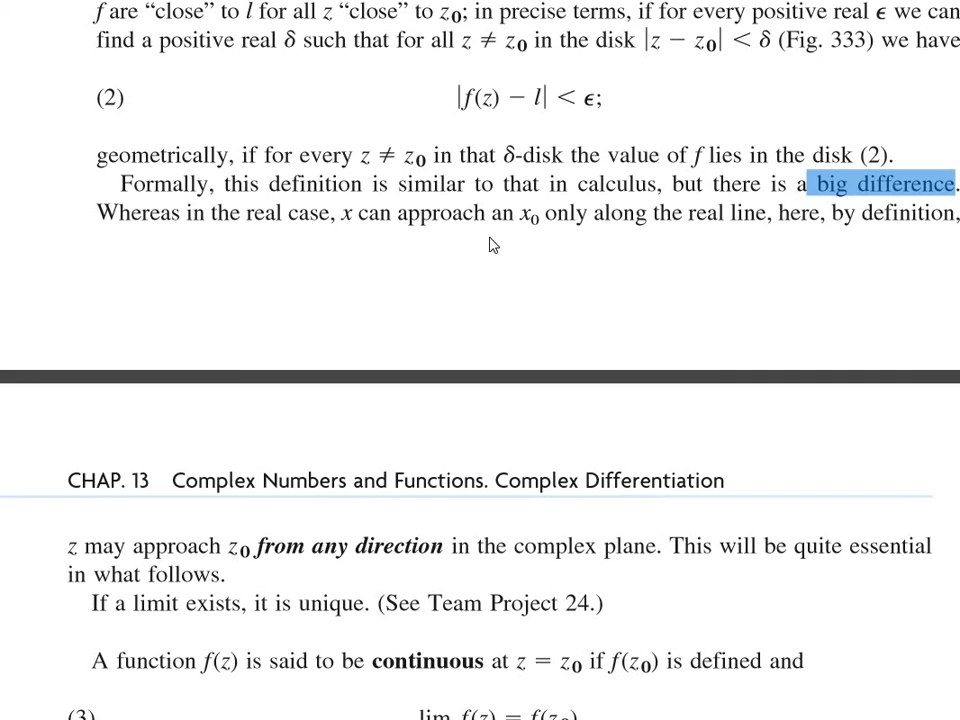 f are “close” to l for all z “close” to z0; in precise terms, if for every positive real ϵ we can
find a positive real δ such that for all z ≠ z0 in the disk |z − z0| < δ (Fig. 333) we have
(2) |f(z) − l| < ϵ;
geometrically, if for every z ≠ z0 in that δ-disk the value of f lies in the disk (2).
Formally, this definition is similar to that in calculus, but there is a big difference.
Whereas in the real case, x can approach an x0 only along the real line, here, by definition,
CHAP. 13 Complex Numbers and Functions. Complex Differentiation
z may approach z0 from any direction in the complex plane. This will be quite essential
in what follows.
If a limit exists, it is unique. (See Team Project 24.)
A function f(z) is said to be continuous at z = z0 if f(z0) is defined and
(3) lim f(z) = f(z0)